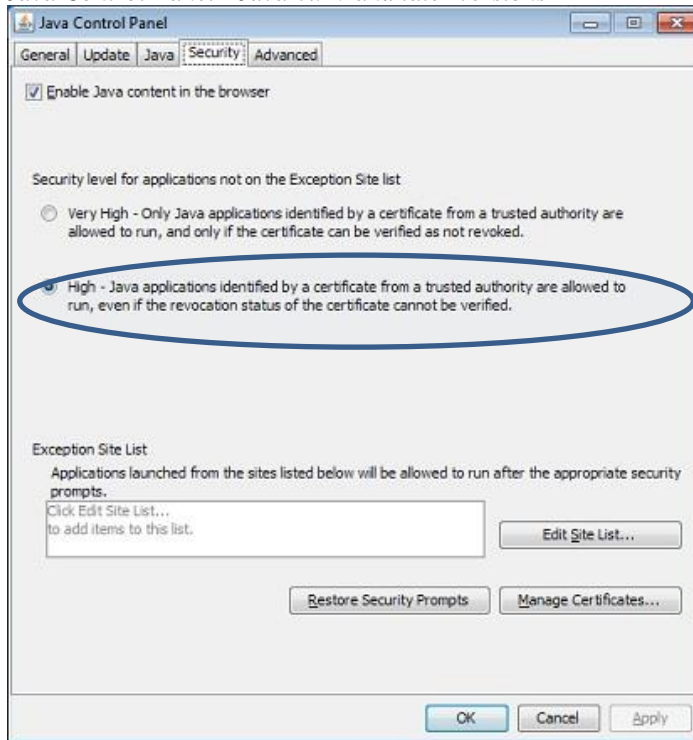 Java Control Panel
General Update Java Security Advanced
Enable Java content in the browser
Security level for applications not on the Exception Site list
Very High - Only Java applications identified by a certificate from a trusted authority are
allowed to run, and only if the certificate can be verified as not revoked.
High - Java applications identified by a certificate from a trusted authority are allowed to
run, even if the revocation status of the certificate cannot be verified.
Exception Site List
Applications launched from the sites listed below will be allowed to run after the appropriate security
prompts.
Click Edit Site List...
to add items to this list.
Edit Site List...
Restore Security Prompts Manage Certificates...
OK Cancel Apply